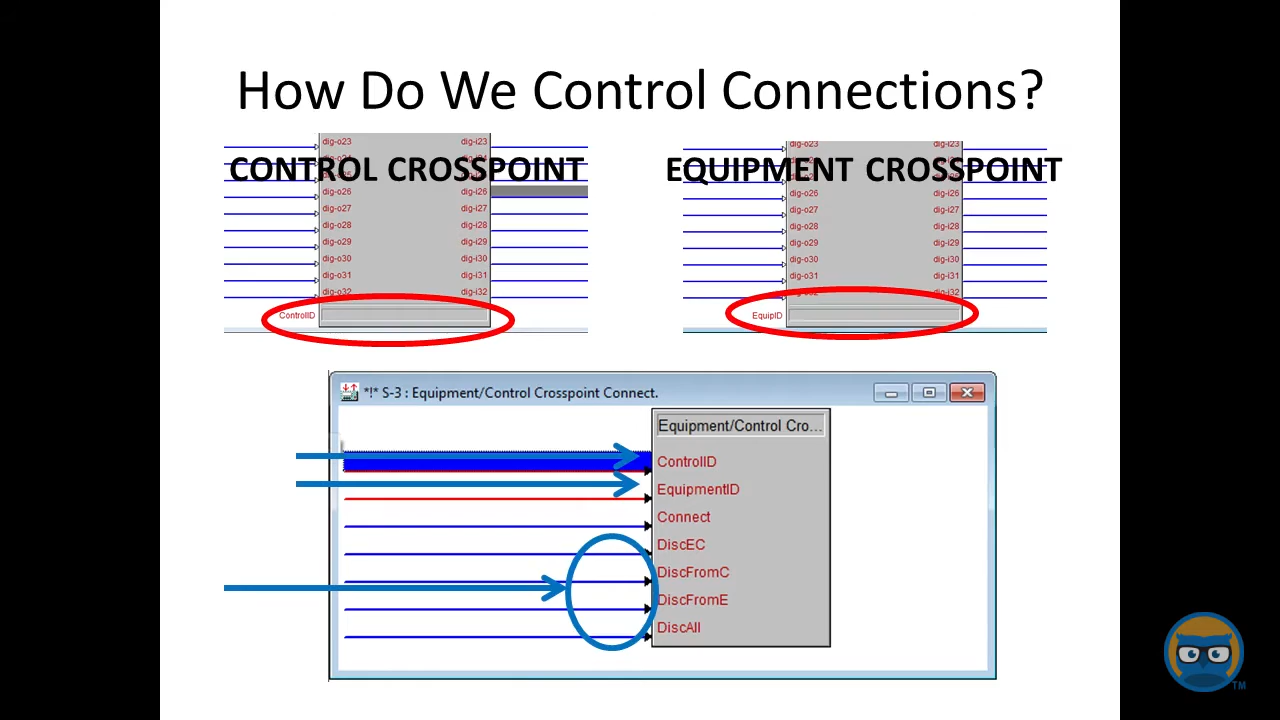 How Do We Control Connections?
CONTROL CROSSPOINT
EQUIPMENT CROSSPOINT
dig-o23 dig-i23
dig-o26 dig-i26
dig-o27 dig-i27
dig-o28 dig-i28
dig-o29 dig-i29
dig-o30 dig-i30
dig-o31 dig-i31
dig-o32 dig-i32
ControlID
dig-o23 dig-i23
dig-o26 dig-i26
dig-o27 dig-i27
dig-o28 dig-i28
dig-o29 dig-i29
dig-o30 dig-i30
dig-o31 dig-i31
dig-o32 dig-i32
EquipID
*!* S-3 : Equipment/Control Crosspoint Connect.
Equipment/Control Cro...
ControlID
EquipmentID
Connect
DiscEC
DiscFromC
DiscFromE
DiscAll
TM